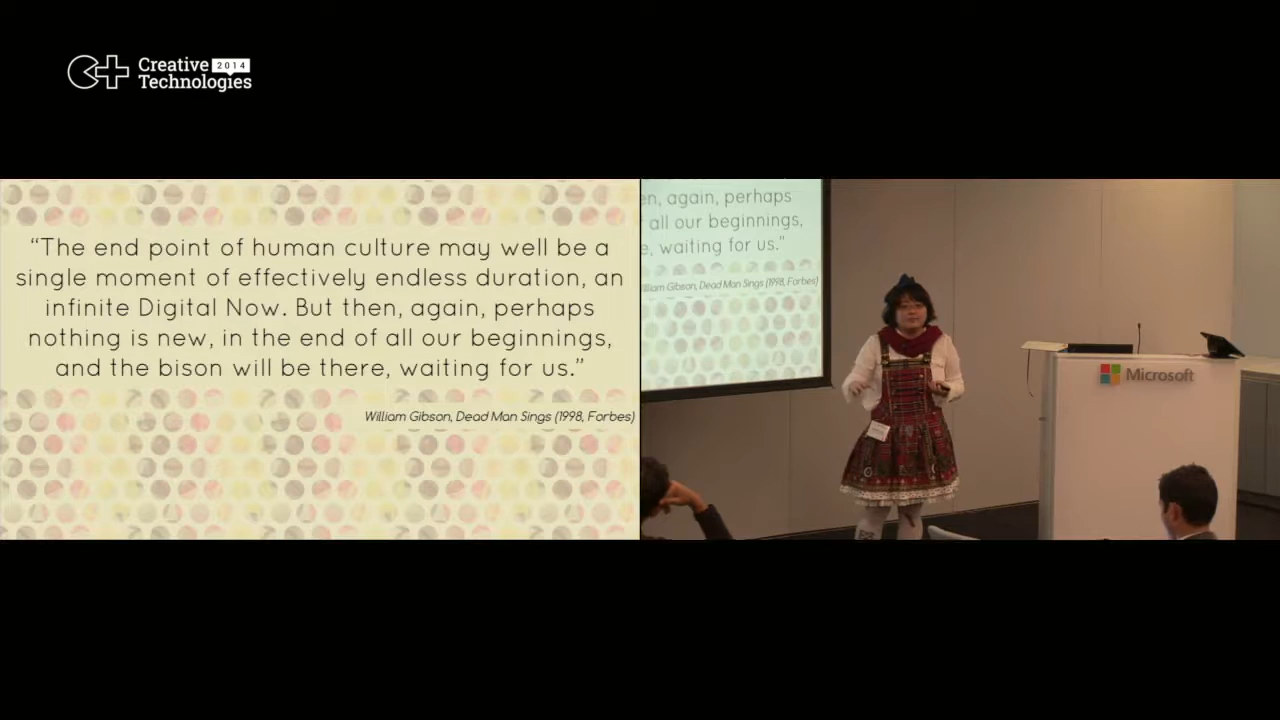 Creative 2014
Technologies
“The end point of human culture may well be a
single moment of effectively endless duration, an
infinite Digital Now. But then, again, perhaps
nothing is new, in the end of all our beginnings,
and the bison will be there, waiting for us.”
William Gibson, Dead Man Sings (1998, Forbes)
en, again, perhaps
all our beginnings,
e, waiting for us.”
lliam Gibson, Dead Man Sings (1998, Forbes)
Microsoft